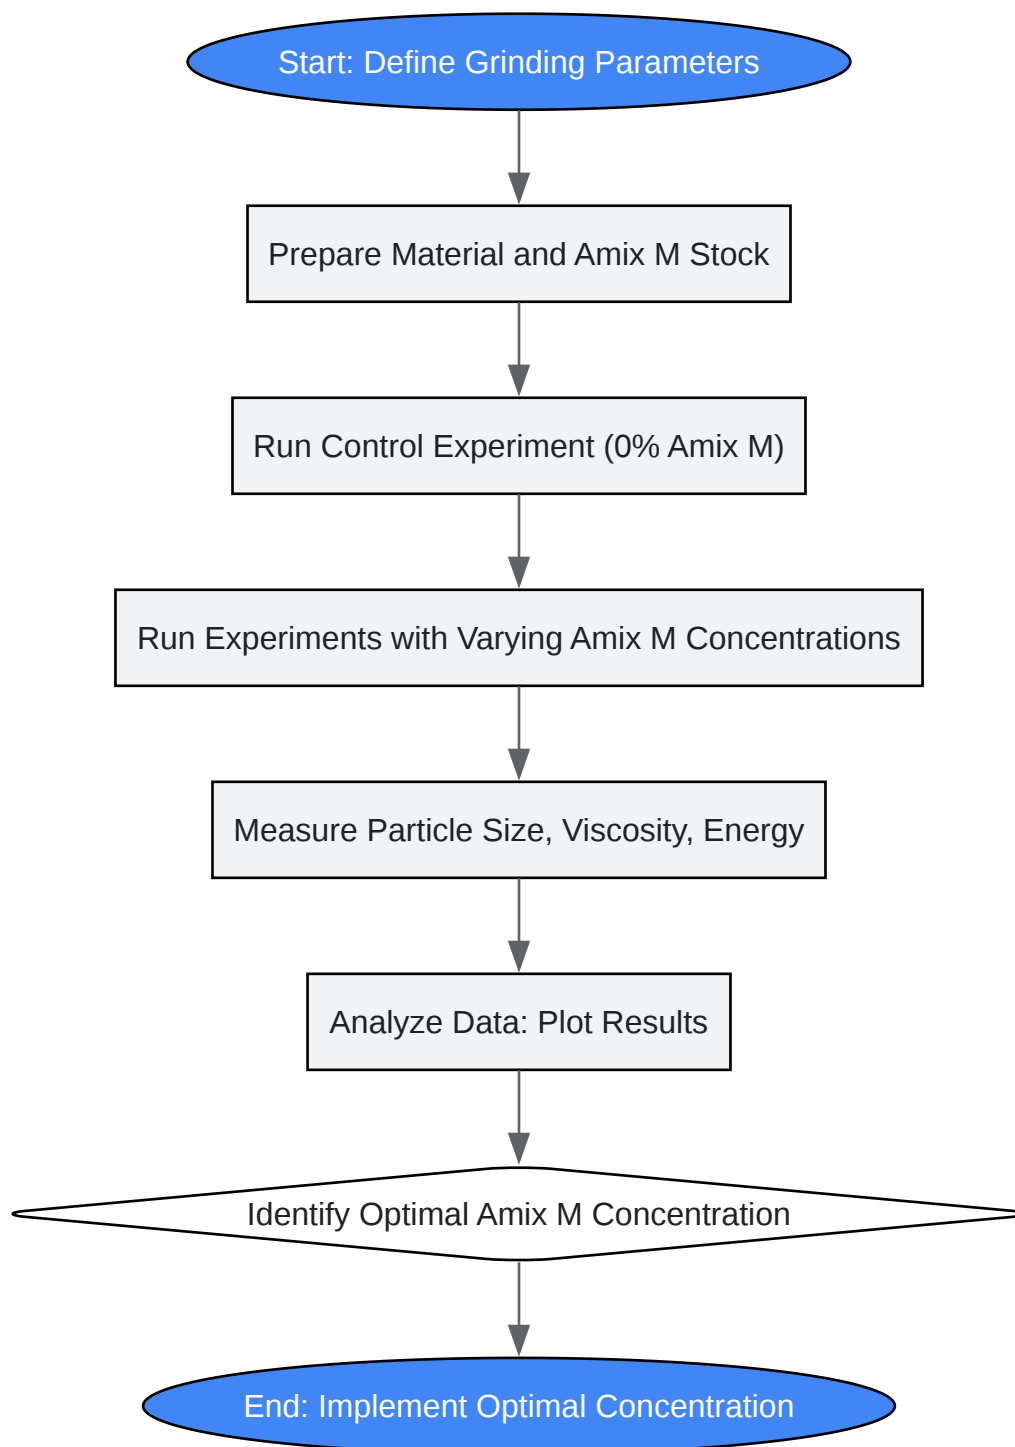 Start: Define Grinding Parameters
Prepare Material and Amix M Stock
Run Control Experiment (0% Amix M)
Run Experiments with Varying Amix M Concentrations
Measure Particle Size, Viscosity, Energy
Analyze Data: Plot Results
Identify Optimal Amix M Concentration
End: Implement Optimal Concentration